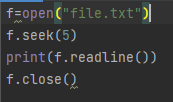 f=open("file.txt")
f.seek(5)
print(f.readline())
f.close()